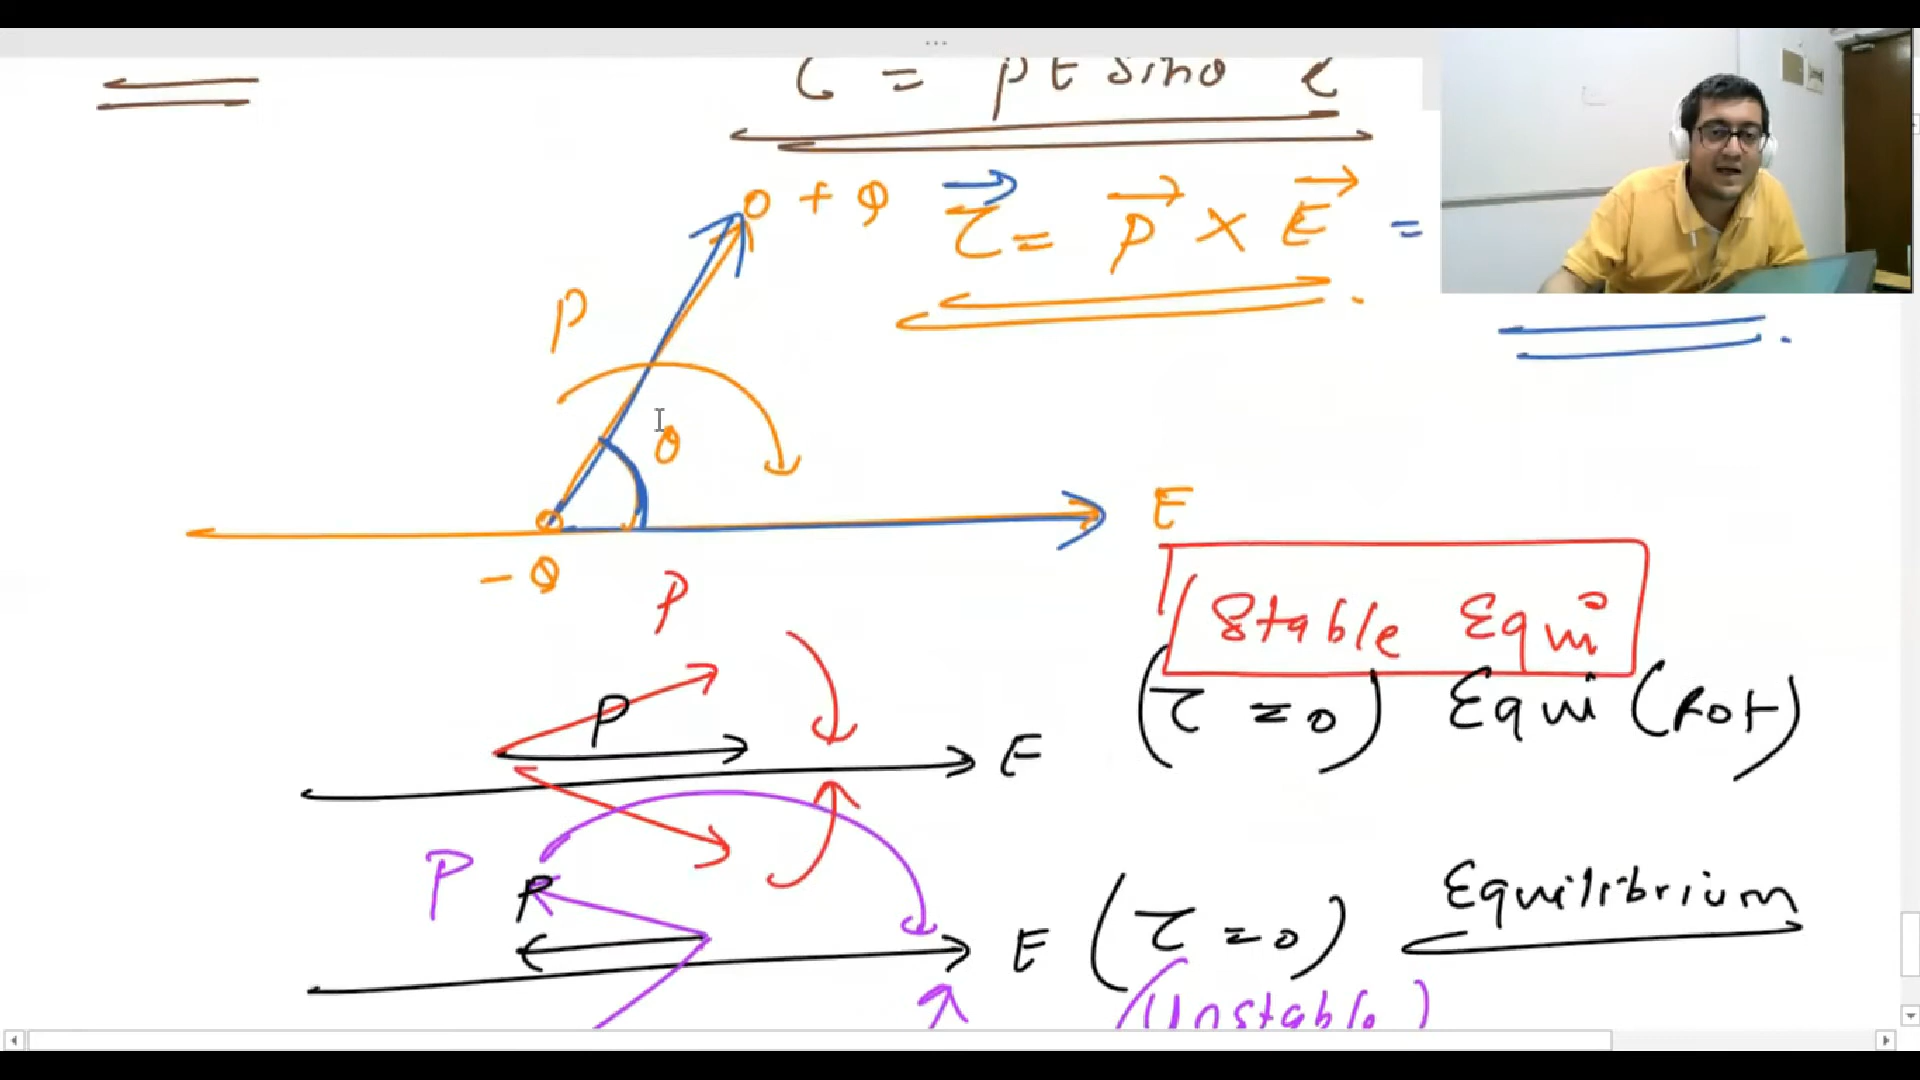 τ = pE sinθ
+Q τ⃗ = p⃗ × E⃗ =
P
θ
E
-Q
P
Stable Equi
(τ = 0) Equi (Rot)
P
E
P P
Equilibrium
E (τ = 0)
(Unstable)